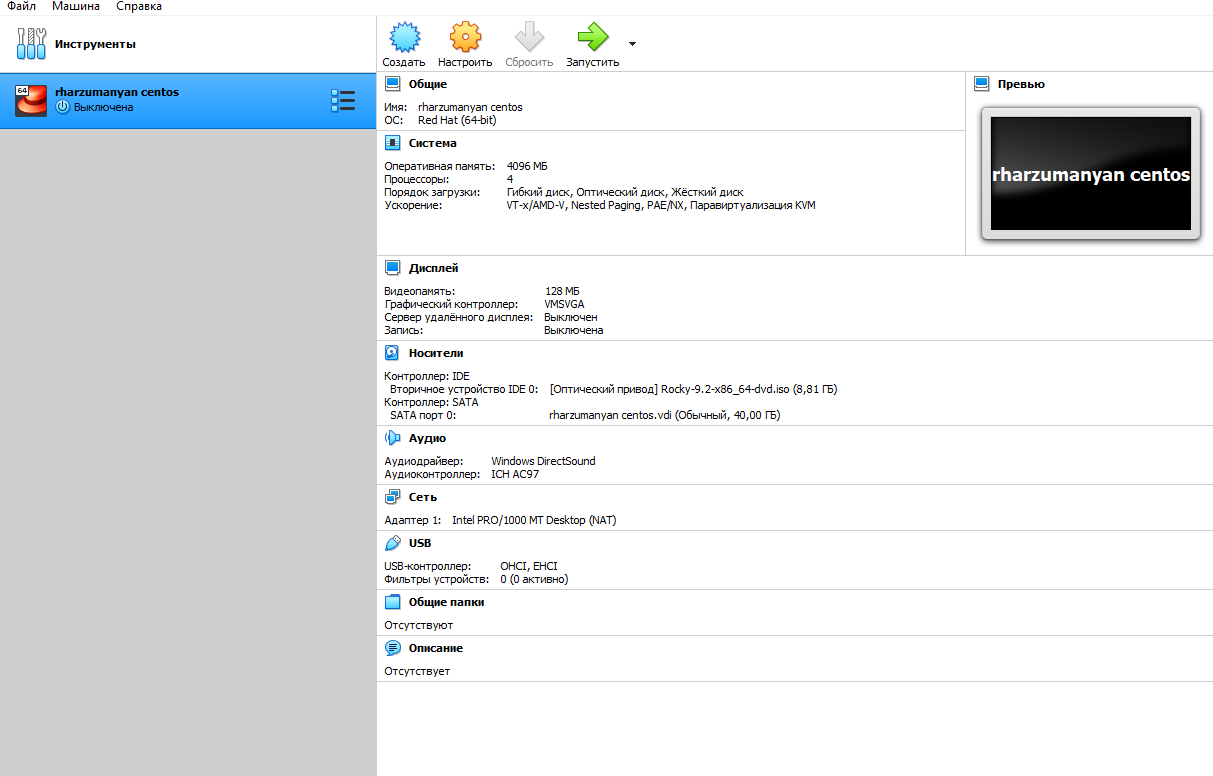 Файл Машина Справка
Инструменты
64
rharzumanyan centos
Выключена
Создать Настроить Сбросить Запустить
Общие
Имя: rharzumanyan centos
ОС: Red Hat (64-bit)
Превью
rharzumanyan centos
Система
Оперативная память: 4096 МБ
Процессоры: 4
Порядок загрузки: Гибкий диск, Оптический диск, Жёсткий диск
Ускорение: VT-x/AMD-V, Nested Paging, PAE/NX, Паравиртуализация KVM
Дисплей
Видеопамять: 128 МБ
Графический контроллер: VMSVGA
Сервер удалённого дисплея: Выключен
Запись: Выключена
Носители
Контроллер: IDE
Вторичное устройство IDE 0: [Оптический привод] Rocky-9.2-x86_64-dvd.iso (8,81 ГБ)
Контроллер: SATA
SATA порт 0: rharzumanyan centos.vdi (Обычный, 40,00 ГБ)
Аудио
Аудиодрайвер: Windows DirectSound
Аудиоконтроллер: ICH AC97
Сеть
Адаптер 1: Intel PRO/1000 MT Desktop (NAT)
USB
USB-контроллер: OHCI, EHCI
Фильтры устройств: 0 (0 активно)
Общие папки
Отсутствуют
Описание
Отсутствует